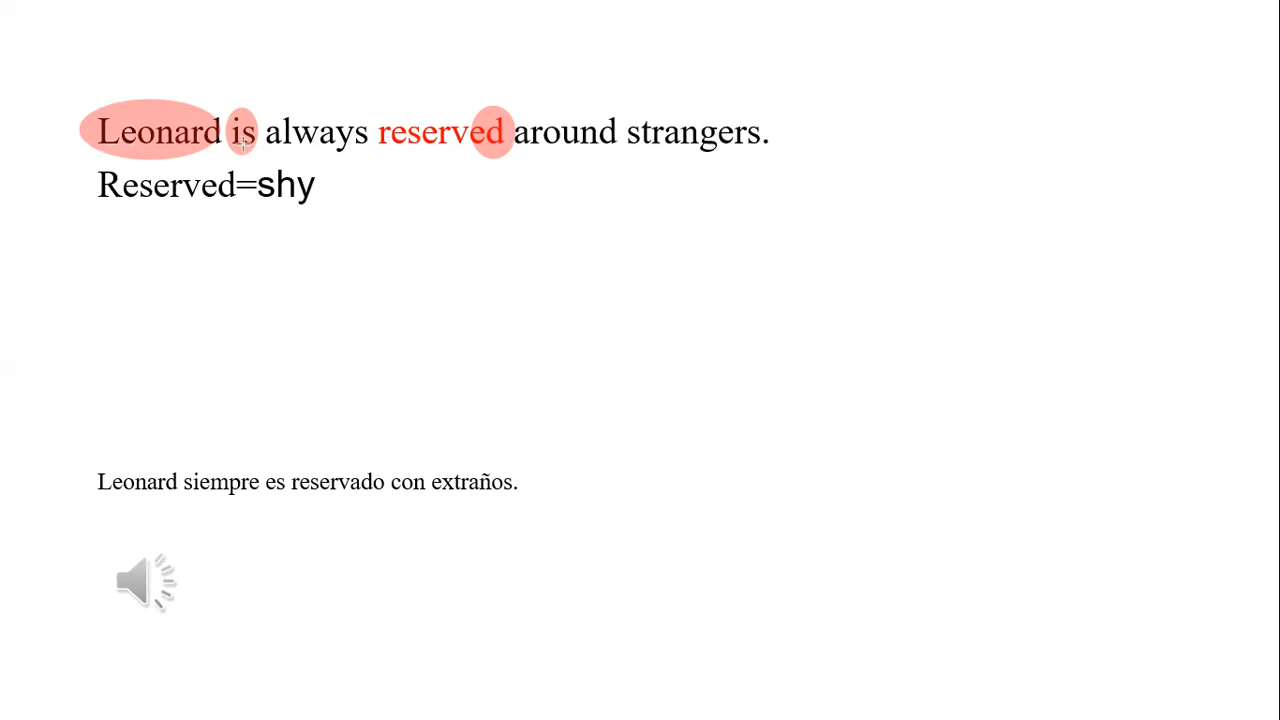 Leonard is always reserved around strangers.
Reserved=shy
Leonard siempre es reservado con extraños.